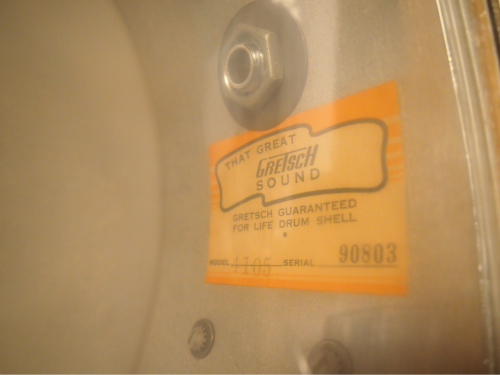 THAT GREAT
GRETSCH
SOUND
GRETSCH GUARANTEED
FOR LIFE DRUM SHELL
MODEL 4105 SERIAL 90803